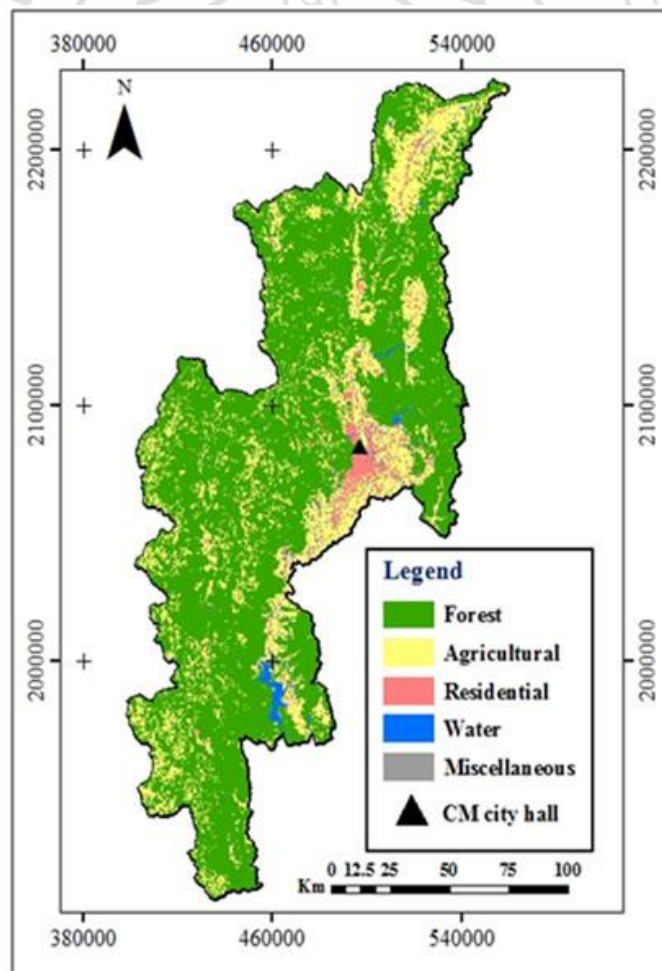 380000 460000 540000
N
2200000 2200000
2100000 2100000
2000000 2000000
Legend
Forest
Agricultural
Residential
Water
Miscellaneous
CM city hall
0 12.5 25 50 75 100
Km
380000 460000 540000